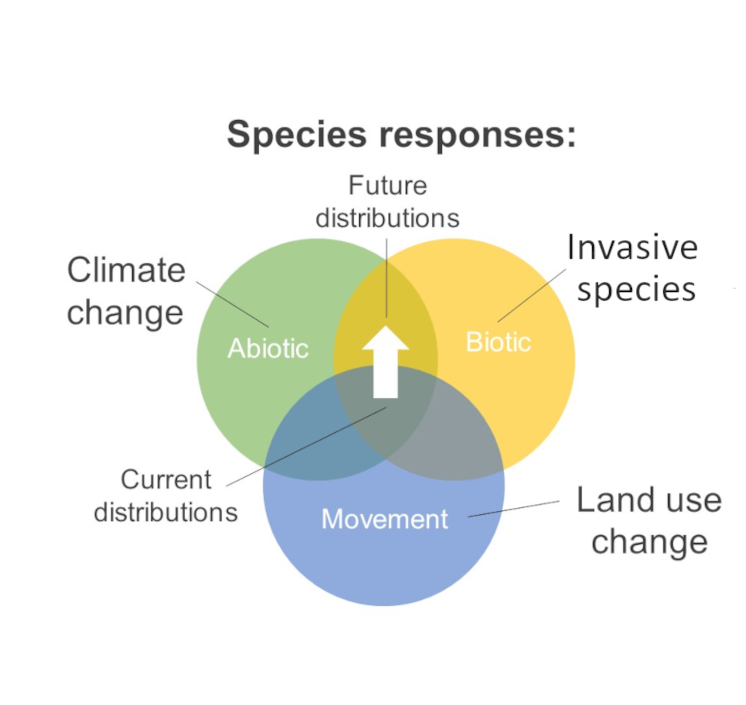 Species responses:
Future
distributions
Climate
change
Invasive
species
Abiotic
Biotic
Current
distributions
Movement
Land use
change